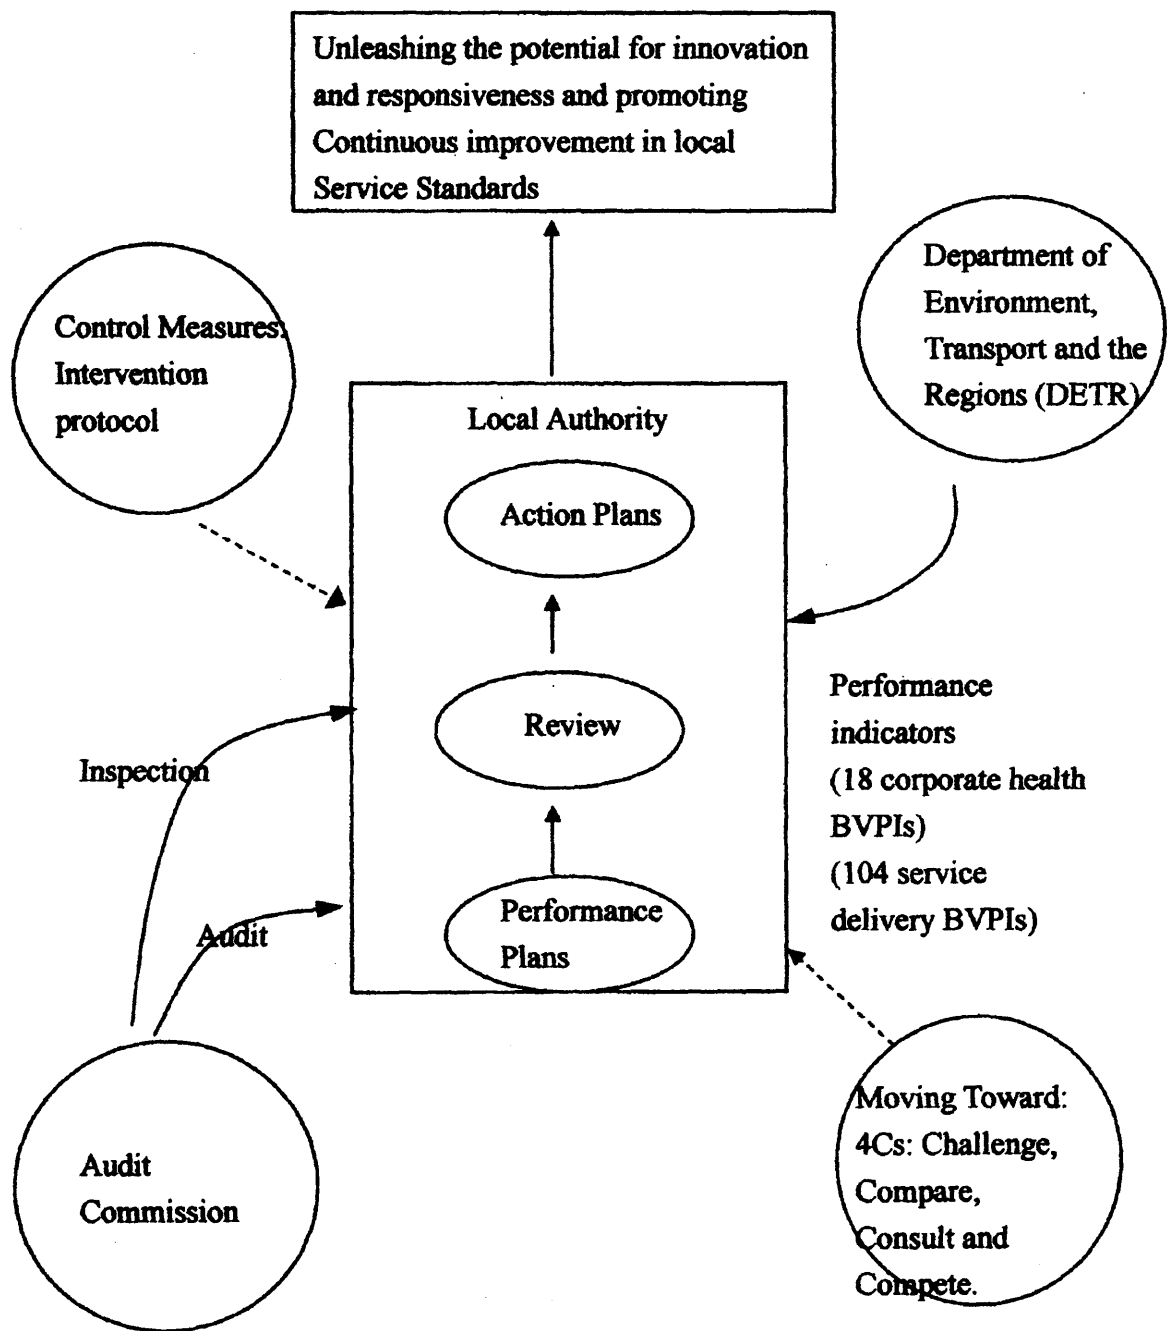 Unleashing the potential for innovation
and responsiveness and promoting
Continuous improvement in local
Service Standards
Control Measures:
Intervention
protocol
Department of
Environment,
Transport and the
Regions (DETR)
Local Authority
Action Plans
Review
Performance
Plans
Inspection
Audit
Performance
indicators
(18 corporate health
BVPIs)
(104 service
delivery BVPIs)
Audit
Commission
Moving Toward:
4Cs: Challenge,
Compare,
Consult and
Compete.